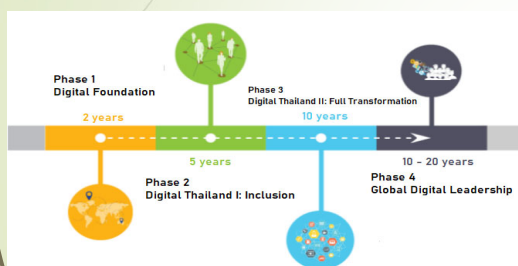 Phase 1
Digital Foundation
2 years
Phase 2
Digital Thailand I: Inclusion
5 years
Phase 3
Digital Thailand II: Full Transformation
10 years
Phase 4
Global Digital Leadership
10 - 20 years